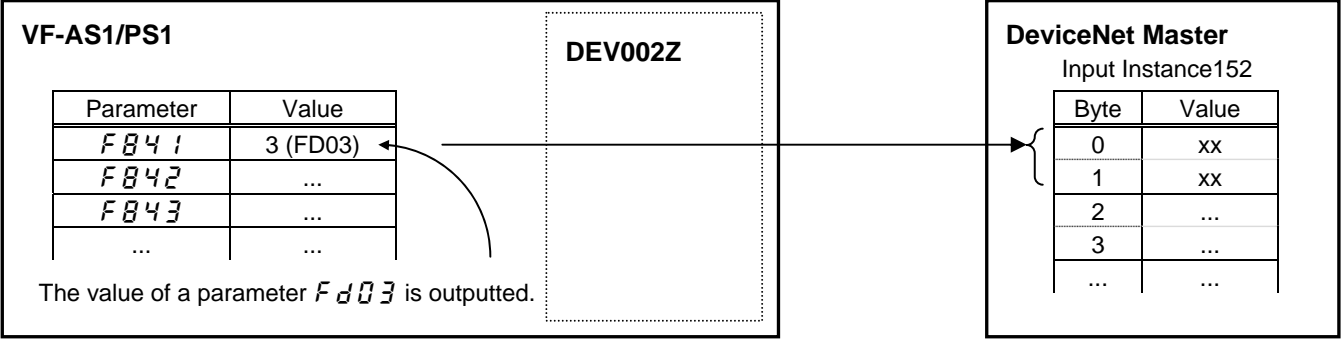 VF-AS1/PS1
DEV002Z
Parameter Value
F841 3 (FD03)
F842 ...
F843 ...
... ...
The value of a parameter Fd03 is outputted.
DeviceNet Master
Input Instance152
Byte Value
0 xx
1 xx
2 ...
3 ...
... ...